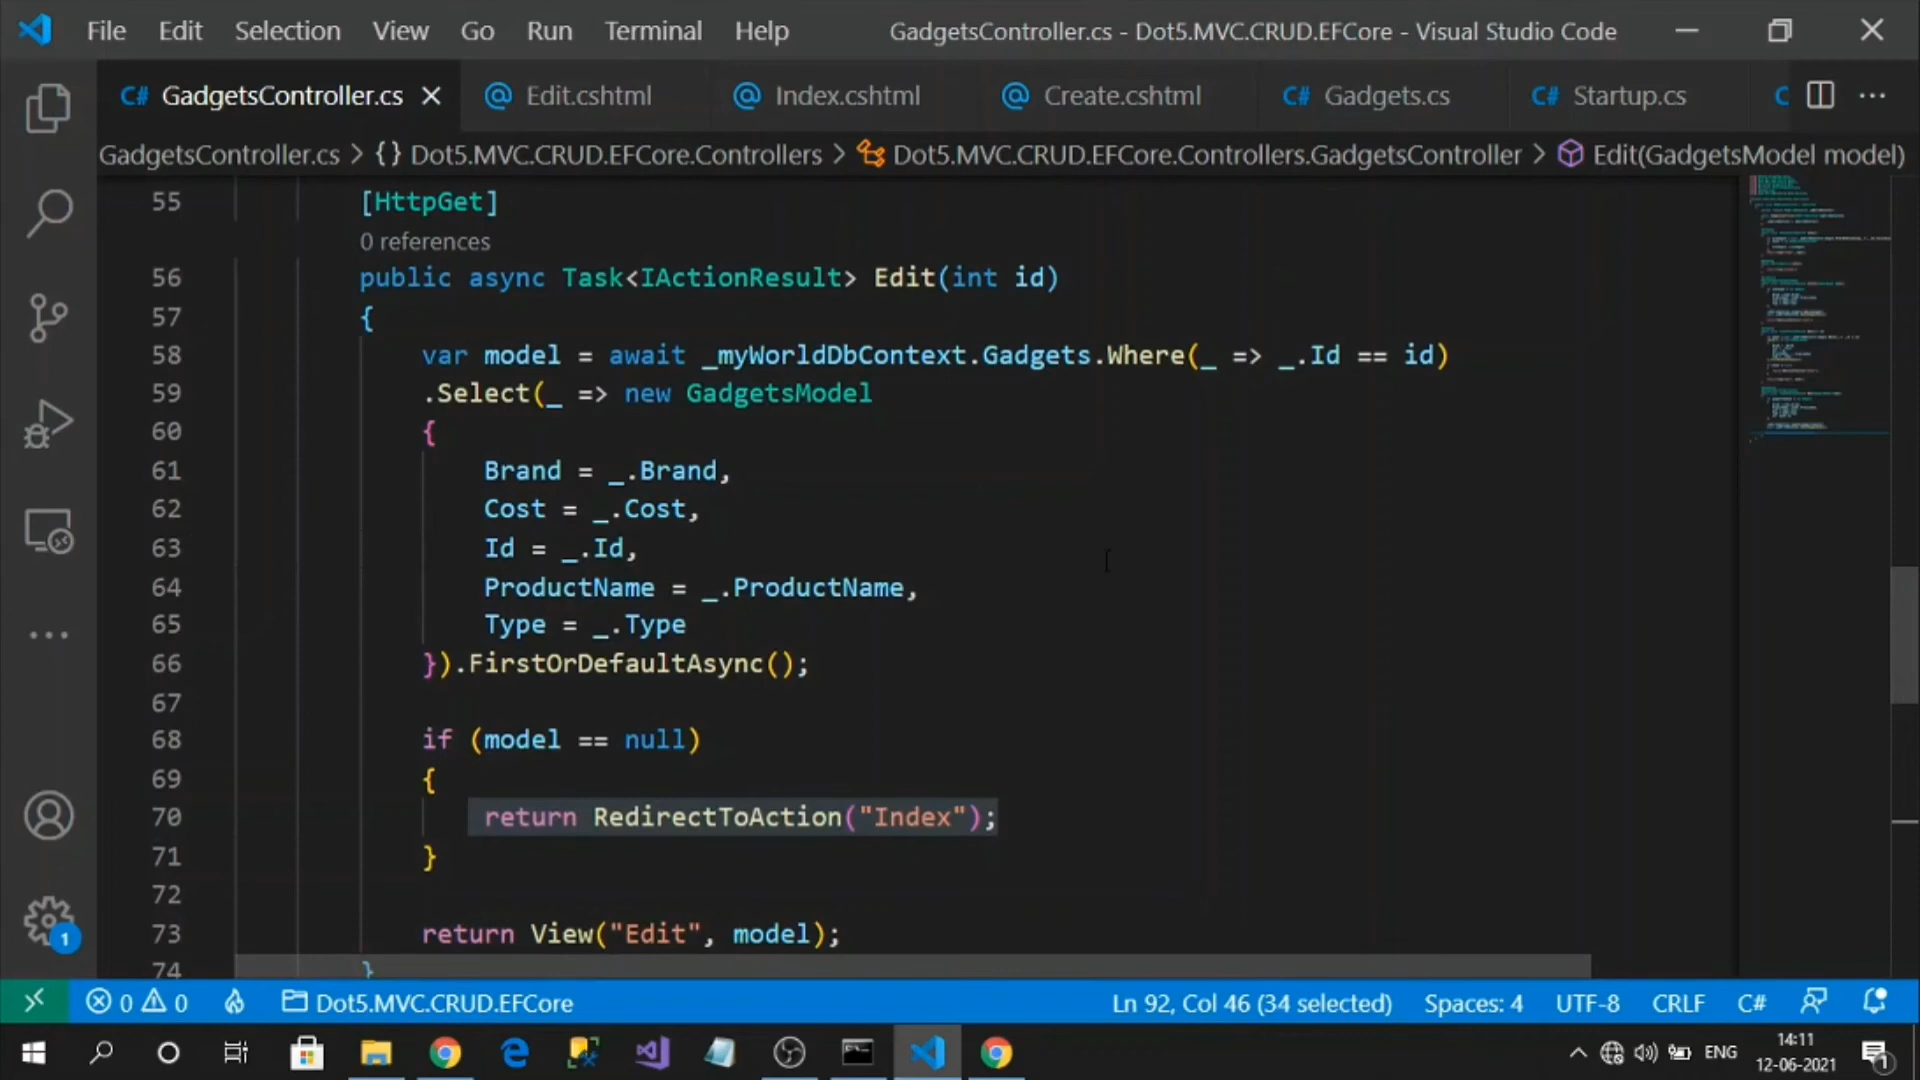 File Edit Selection View Go Run Terminal Help GadgetsController.cs - Dot5.MVC.CRUD.EFCore - Visual Studio Code
C# GadgetsController.cs Edit.cshtml Index.cshtml Create.cshtml C# Gadgets.cs C# Startup.cs
GadgetsController.cs > {} Dot5.MVC.CRUD.EFCore.Controllers > Dot5.MVC.CRUD.EFCore.Controllers.GadgetsController > Edit(GadgetsModel model)
55 [HttpGet]
0 references
56 public async Task<IActionResult> Edit(int id)
57 {
58 var model = await _myWorldDbContext.Gadgets.Where(_ => _.Id == id)
59 .Select(_ => new GadgetsModel
60 {
61 Brand = _.Brand,
62 Cost = _.Cost,
63 Id = _.Id,
64 ProductName = _.ProductName,
65 Type = _.Type
66 }).FirstOrDefaultAsync();
67
68 if (model == null)
69 {
70 return RedirectToAction("Index");
71 }
72
73 return View("Edit", model);
74 }
0 0 Dot5.MVC.CRUD.EFCore Ln 92, Col 46 (34 selected) Spaces: 4 UTF-8 CRLF C#
1
ENG 14:11
12-06-2021
1